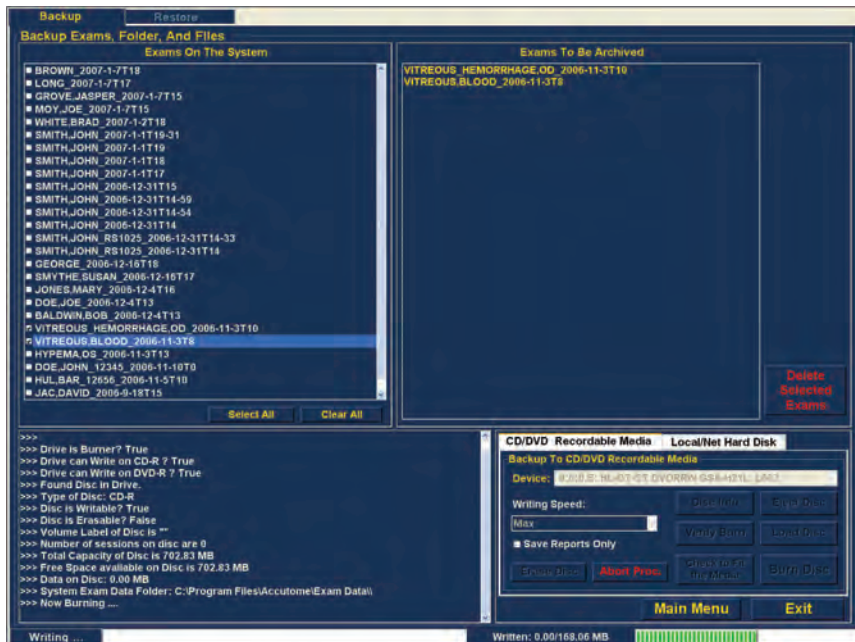 Backup
Restore
Backup Exams, Folder, And Files
Exams On The System
BROWN_2007-1-7T18
LONG_2007-1-7T17
GROVE,JASPER_2007-1-7T15
MOY,JOE_2007-1-7T15
WHITE,BRAD_2007-1-2T18
SMITH,JOHN_2007-1-1T19-31
SMITH,JOHN_2007-1-1T19
SMITH,JOHN_2007-1-1T18
SMITH,JOHN_2007-1-1T17
SMITH,JOHN_2006-12-31T15
SMITH,JOHN_2006-12-31T14-59
SMITH,JOHN_2006-12-31T14-54
SMITH,JOHN_2006-12-31T14
SMITH,JOHN_RS1025_2006-12-31T14-33
SMITH,JOHN_RS1025_2006-12-31T14
GEORGE_2006-12-16T18
SMYTHE,SUSAN_2006-12-16T17
JONES,MARY_2006-12-4T16
DOE,JOE_2006-12-4T13
BALDWIN,BOB_2006-12-4T13
VITREOUS_HEMORRHAGE,OD_2006-11-3T10
VITREOUS,BLOOD_2006-11-3T8
HYPEMA,OS_2006-11-3T13
DOE,JOHN_12345_2006-11-10T0
HUL,BAR_12656_2006-11-5T10
JAC,DAVID_2006-9-18T15
Select All
Clear All
Exams To Be Archived
VITREOUS_HEMORRHAGE,OD_2006-11-3T10
VITREOUS,BLOOD_2006-11-3T8
Delete
Selected
Exams
>>>
>>> Drive is Burner? True
>>> Drive can Write on CD-R ? True
>>> Drive can Write on DVD-R ? True
>>> Found Disc in Drive.
>>> Type of Disc: CD-R
>>> Disc is Writable? True
>>> Disc is Erasable? False
>>> Volume Label of Disc is ""
>>> Number of sessions on disc are 0
>>> Total Capacity of Disc is 702.83 MB
>>> Free Space available on Disc is 702.83 MB
>>> Data on Disc: 0.00 MB
>>> System Exam Data Folder: C:\Program Files\Accutome\Exam Data\\
>>> Now Burning ....
CD/DVD Recordable Media
Local/Net Hard Disk
Backup To CD/DVD Recordable Media
Device:
Writing Speed:
Max
Save Reports Only
Disc Info
Eject Disc
Verify Burn
Load Disc
Erase Disc
Abort Proc.
Check to Fit
the Media
Burn Disc
Main Menu
Exit
Writing ...
Written: 0.00/168.06 MB